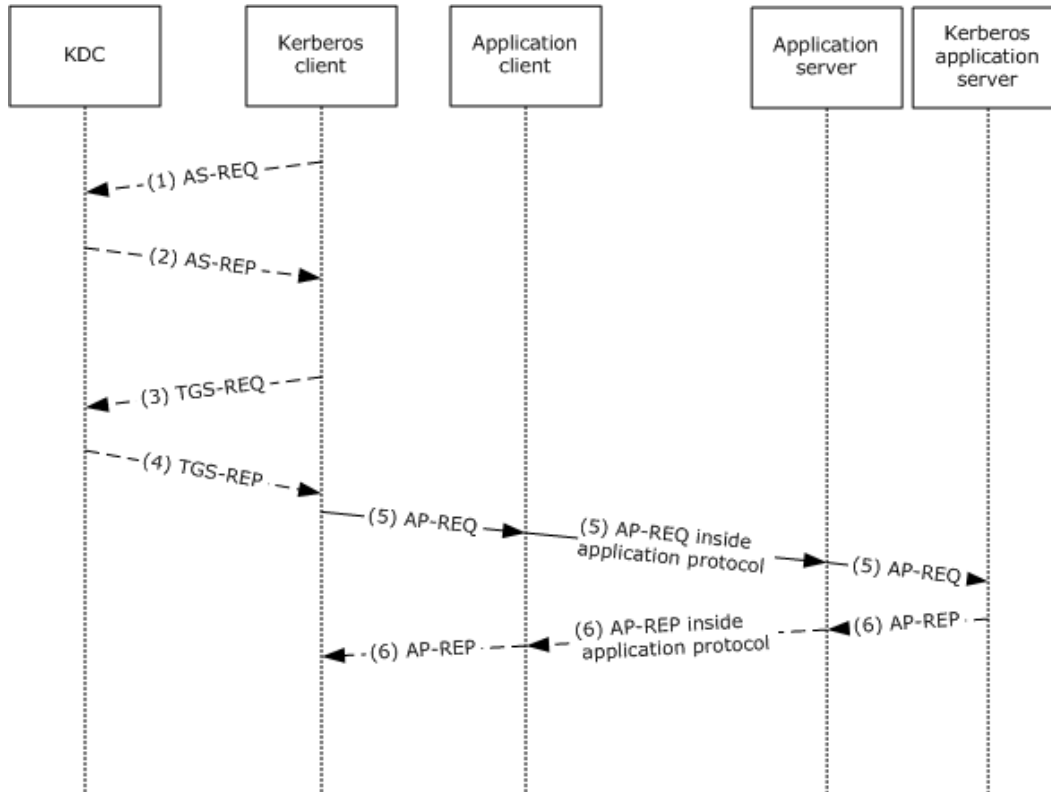 KDC
Kerberos
client
Application
client
Application
server
Kerberos
application
server
(1) AS-REQ
(2) AS-REP
(3) TGS-REQ
(4) TGS-REP
(5) AP-REQ
(5) AP-REQ inside
application protocol
(5) AP-REQ
(6) AP-REP
(6) AP-REP inside
application protocol
(6) AP-REP